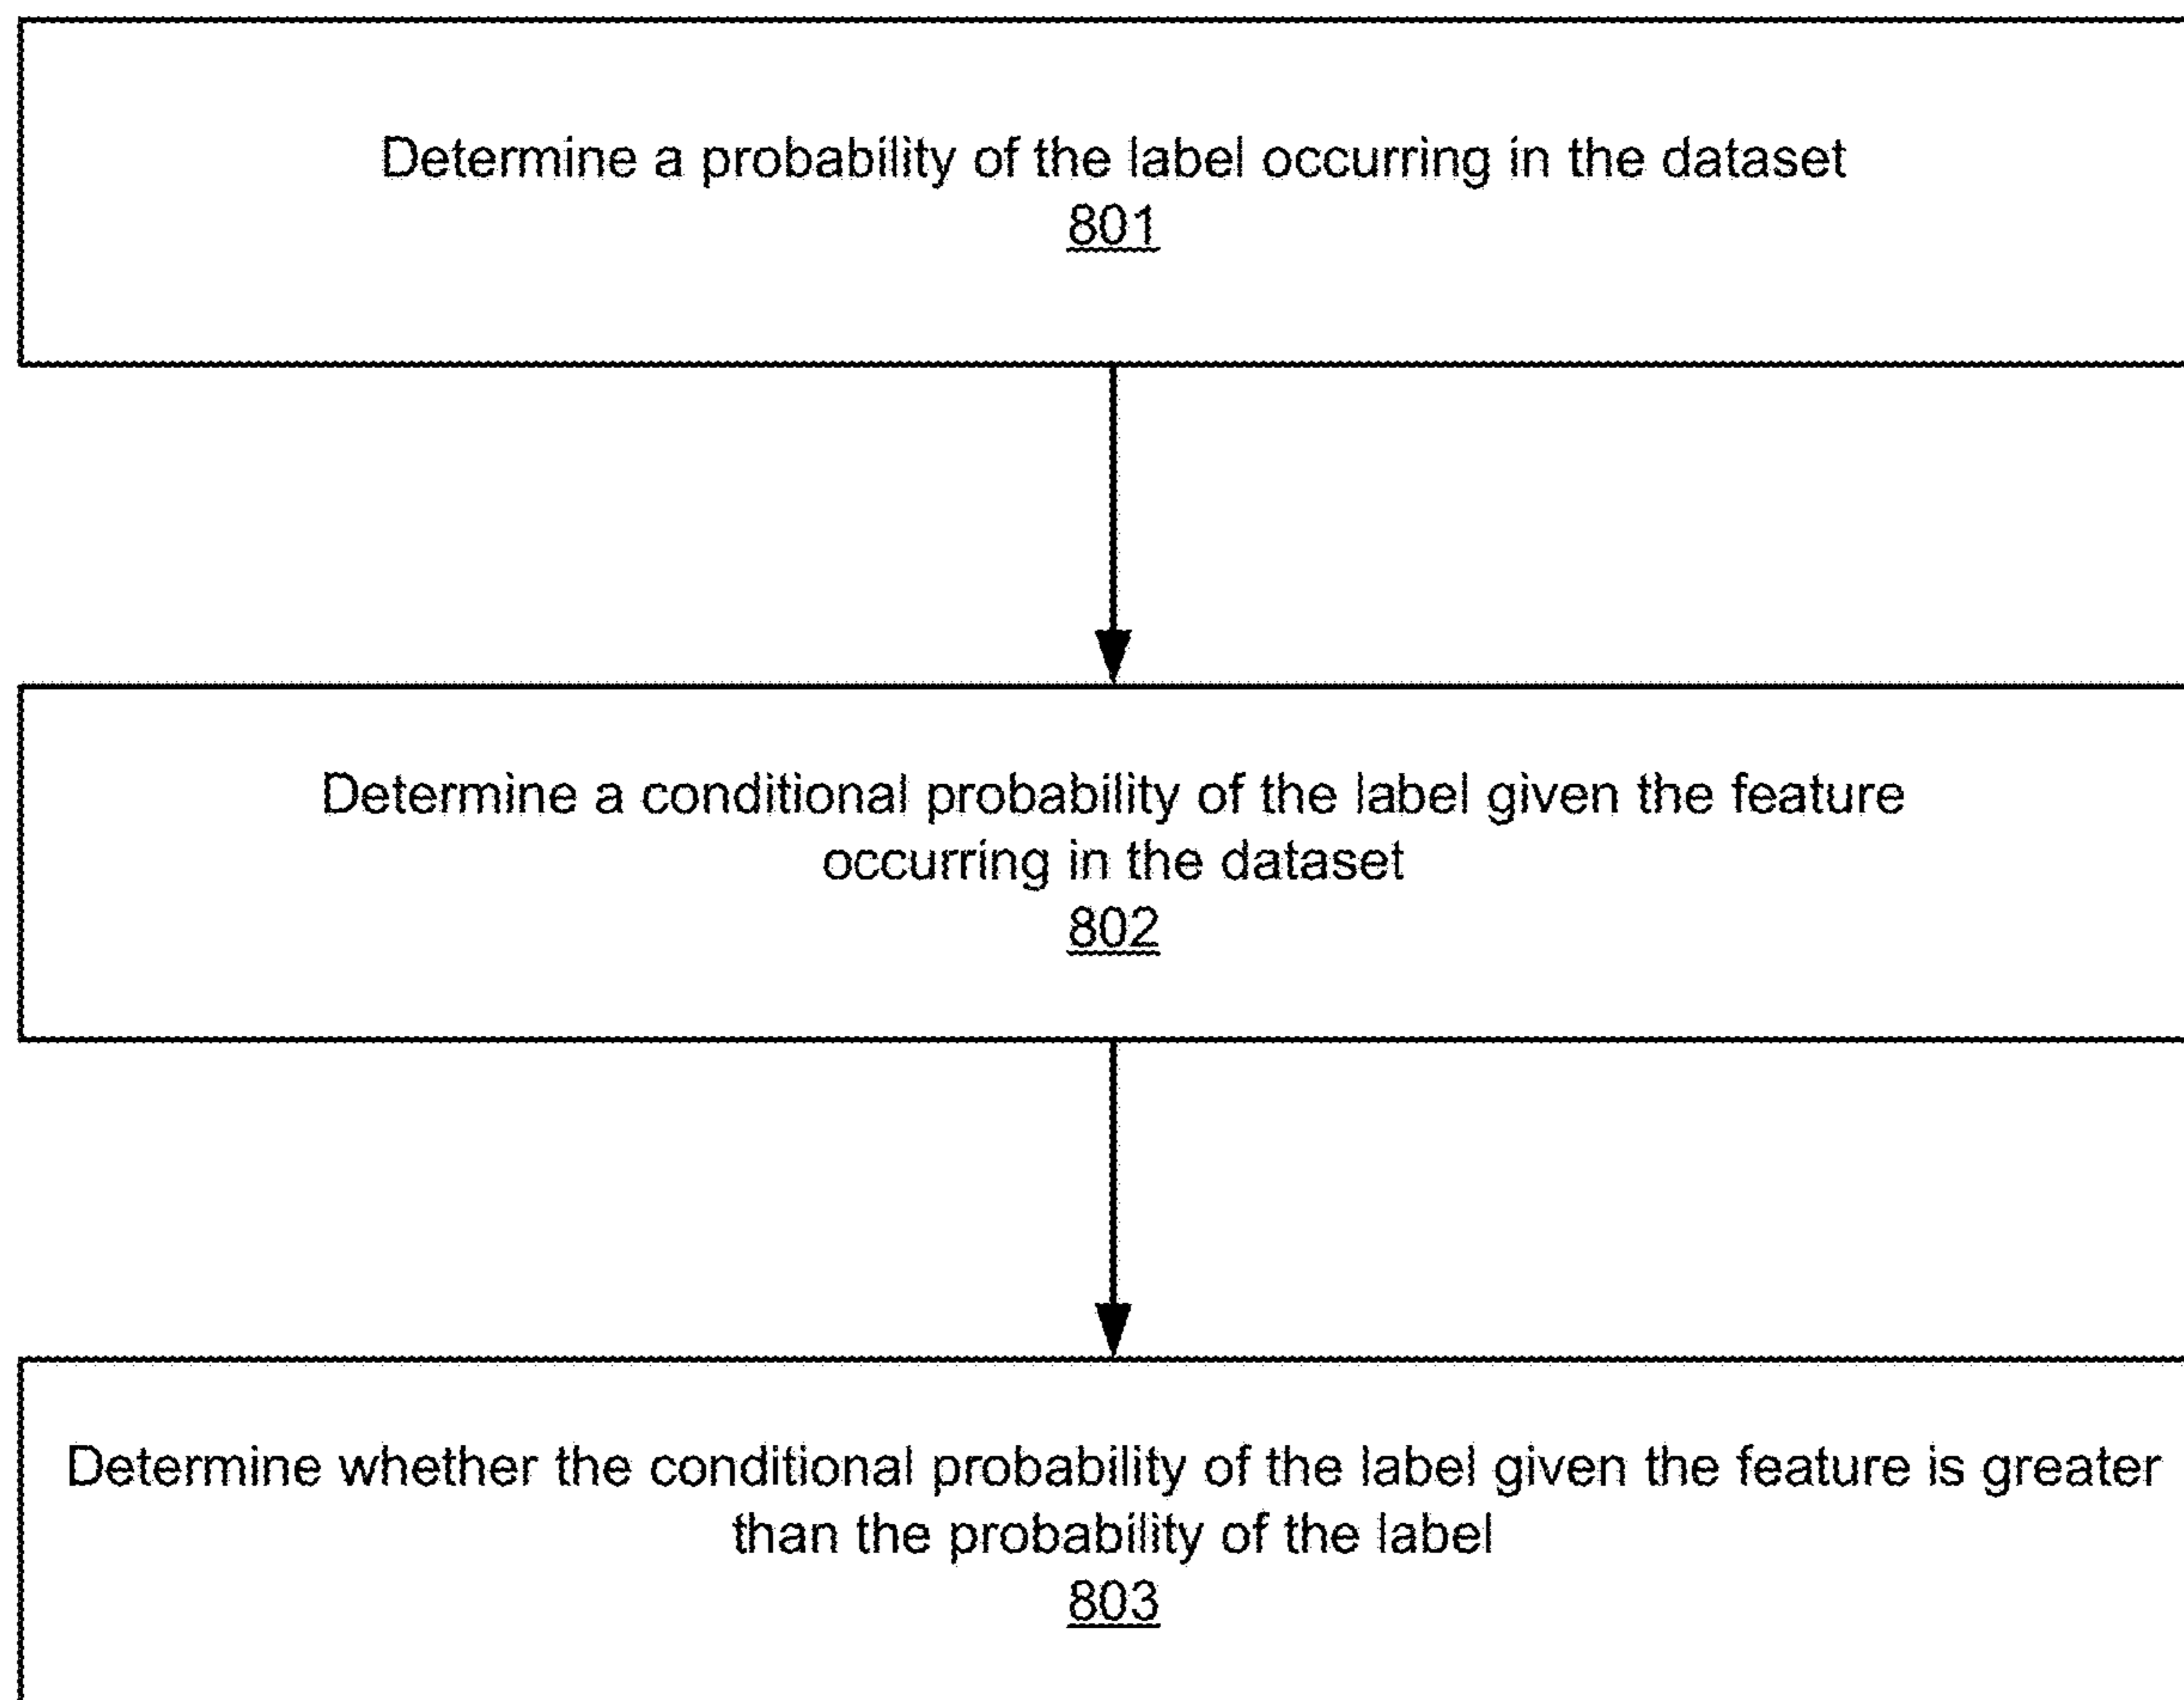 Determine a probability of the label occurring in the dataset
801
Determine a conditional probability of the label given the feature
occurring in the dataset
802
Determine whether the conditional probability of the label given the feature is greater
than the probability of the label
803